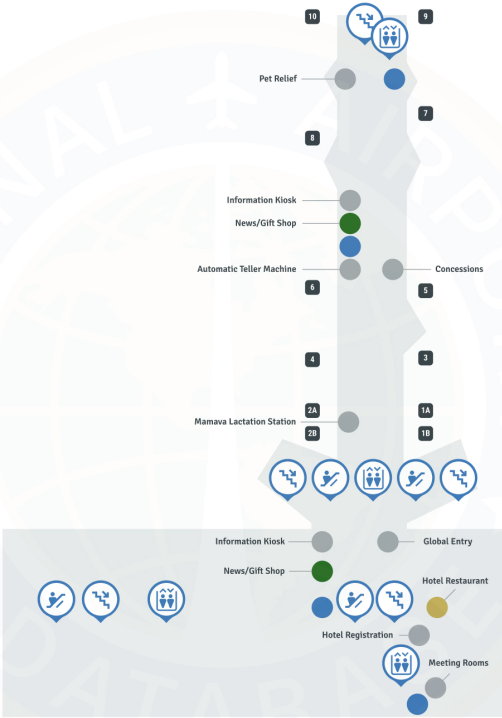 10
9
Pet Relief
7
8
Information Kiosk
News/Gift Shop
Automatic Teller Machine
Concessions
6
5
4
3
2A
1A
Mamava Lactation Station
2B
1B
Information Kiosk
Global Entry
News/Gift Shop
Hotel Restaurant
Hotel Registration
Meeting Rooms